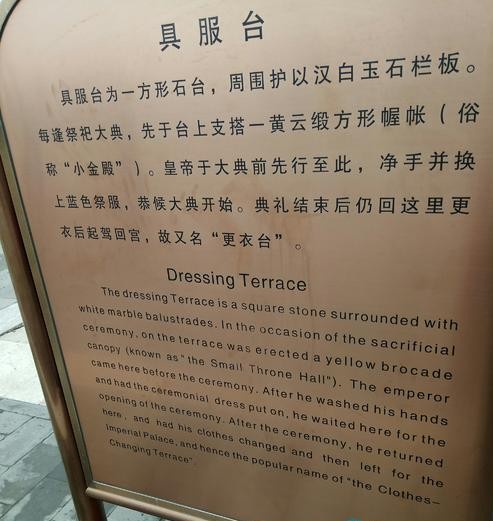 具服台
具服台为一方形石台，周围护以汉白玉石栏板。
每逢祭祀大典，先于台上支搭一黄云缎方形幄帐（俗
称“小金殿”）。皇帝于大典前先行至此，净手并换
上蓝色祭服，恭候大典开始。典礼结束后仍回这里更
衣后起驾回宫，故又名“更衣台”。
Dressing Terrace
The dressing Terrace is a square stone surrounded with
white marble balustrades. In the occasion of the sacrificial
ceremony, on the terrace was erected a yellow brocade
canopy (known as "the Small Throne Hall"). The emperor
came here before the ceremony. After he washed his hands
and had the ceremonial dress put on, he waited here for the
opening of the ceremony. After the ceremony, he returned
here, and had his clothes changed and then left for the
Imperial Palace, and hence the popular name of "the Clothes-
Changing Terrace".